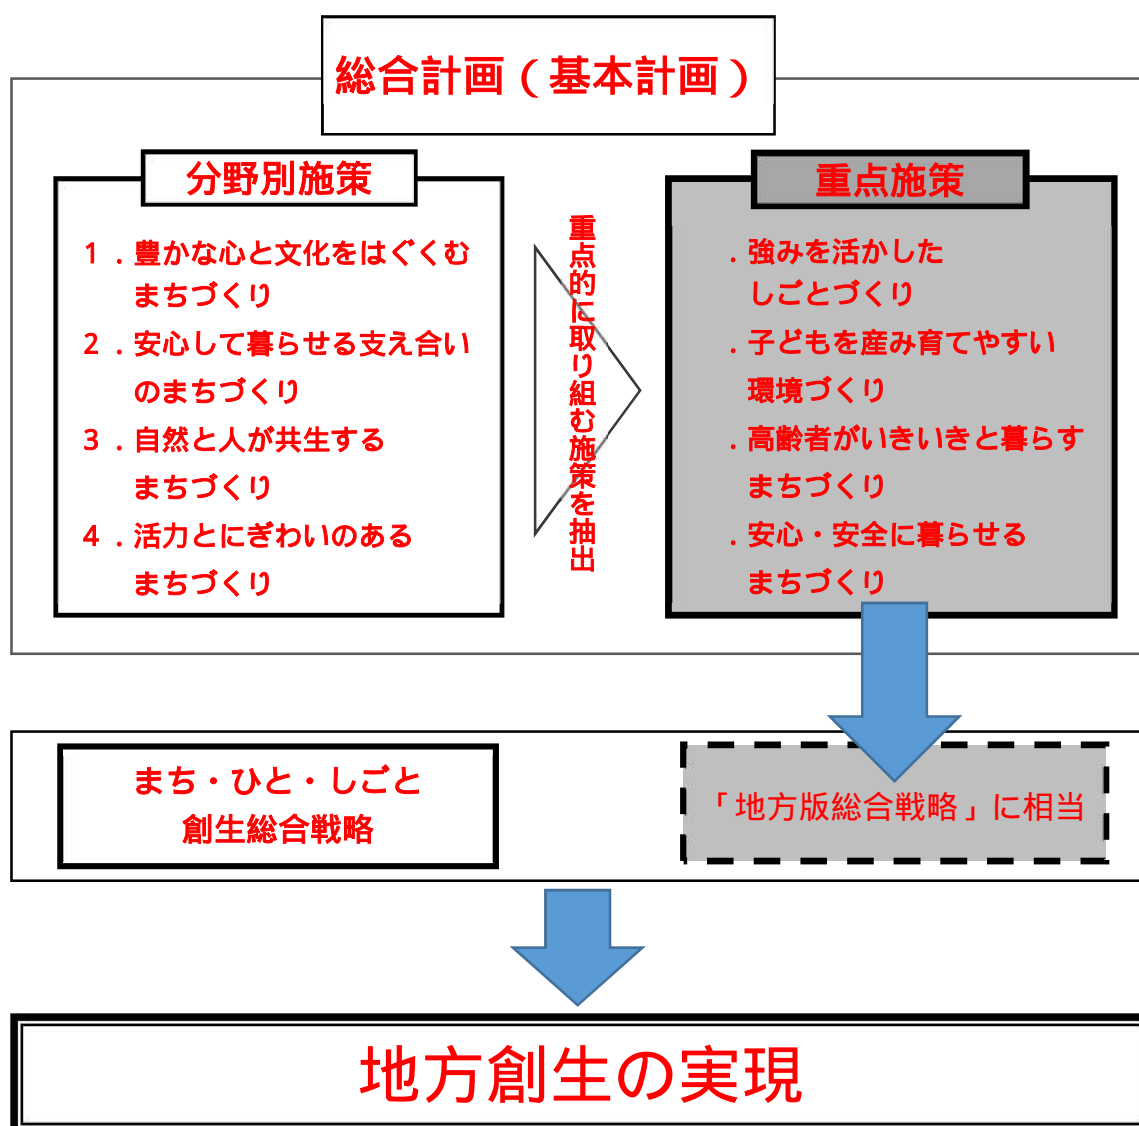 総合計画（基本計画）
分野別施策
１．豊かな心と文化をはぐくむ
まちづくり
２．安心して暮らせる支え合い
のまちづくり
３．自然と人が共生する
まちづくり
４．活力とにぎわいのある
まちづくり
重点的に取り組む施策を抽出
重点施策
．強みを活かした
しごとづくり
．子どもを産み育てやすい
環境づくり
．高齢者がいきいきと暮らす
まちづくり
．安心・安全に暮らせる
まちづくり
まち・ひと・しごと
創生総合戦略
「地方版総合戦略」に相当
地方創生の実現